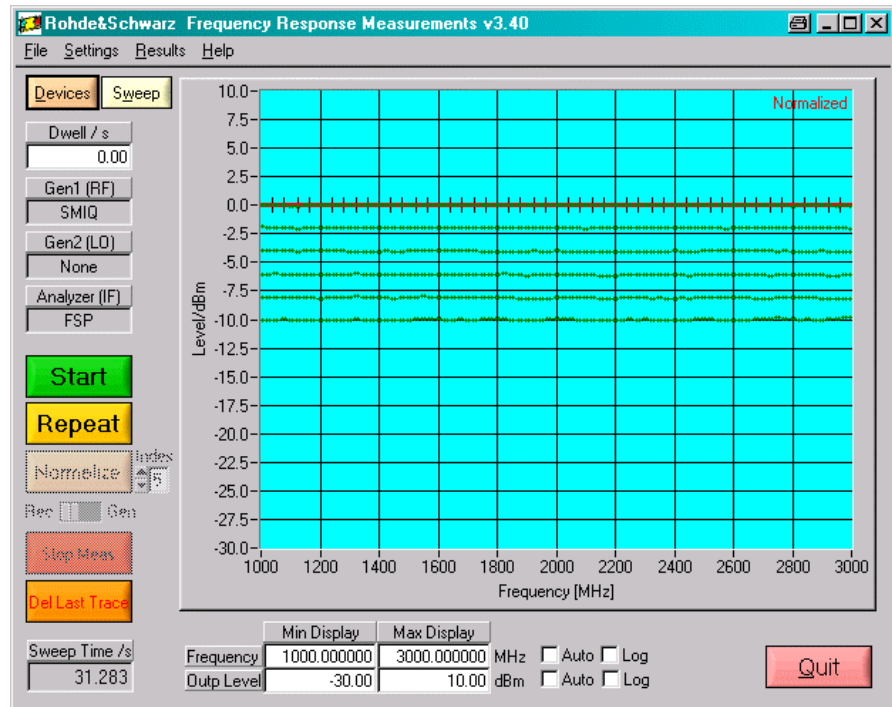 Rohde&Schwarz Frequency Response Measurements v3.40
File Settings Results Help
Devices Sweep
Dwell / s
0.00
Gen1 (RF)
SMIQ
Gen2 (LO)
None
Analyzer (IF)
FSP
Start
Repeat
Normelize
Index
5
Rec Gen
Stop Meas
Del Last Trace
Sweep Time /s
31.283
Normalized
Level/dBm
10.0
7.5
5.0
2.5
0.0
-2.5
-5.0
-7.5
-10.0
-12.5
-15.0
-17.5
-20.0
-22.5
-25.0
-27.5
-30.0
1000 1200 1400 1600 1800 2000 2200 2400 2600 2800 3000
Frequency [MHz]
Min Display Max Display
Frequency 1000.000000 3000.000000 MHz Auto Log
Outp Level -30.00 10.00 dBm Auto Log
Quit